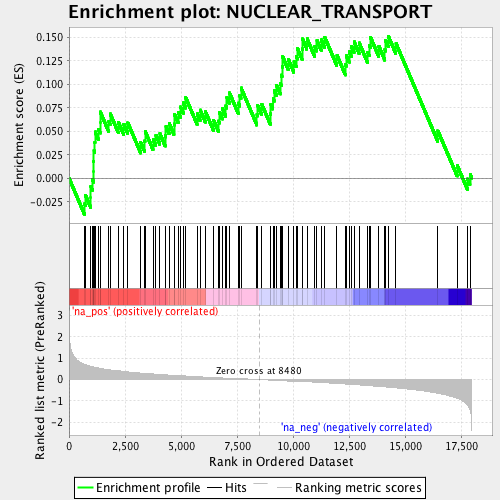 Enrichment plot: NUCLEAR_TRANSPORT
Enrichment score (ES)
0.150
0.125
0.100
0.075
0.050
0.025
0.000
-0.025
'na_pos' (positively correlated)
Ranked list metric (PreRanked)
3
2
1
0
-1
-2
Zero cross at 8480
'na_neg' (negatively correlated)
0
2,500
5,000
7,500
10,000
12,500
15,000
17,500
Rank in Ordered Dataset
Enrichment profile
Hits
Ranking metric scores